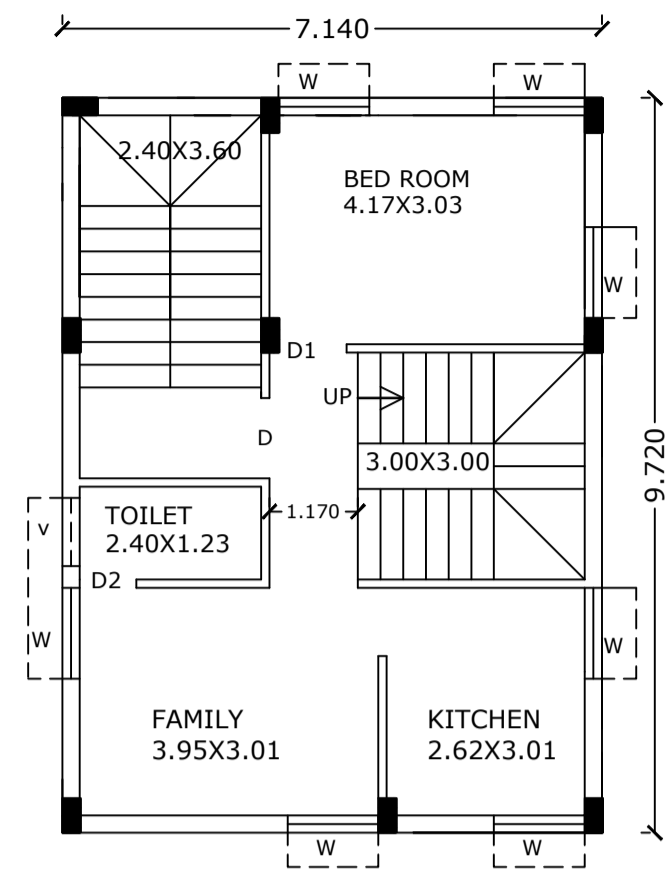 7.140
W
W
2.40X3.60
BED ROOM
4.17X3.03
W
D1
UP
D
3.00X3.00
9.720
TOILET
2.40X1.23
1.170
v
D2
W
W
FAMILY
3.95X3.01
KITCHEN
2.62X3.01
W
W